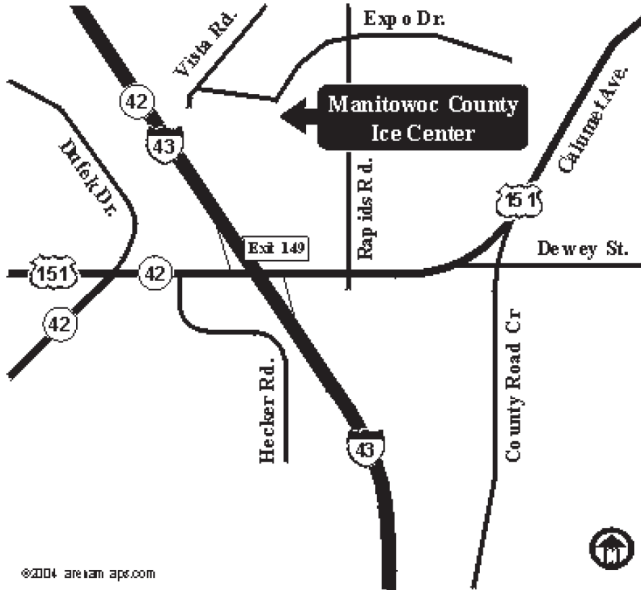 Vista Rd.
Expo Dr.
42
Manitowoc County
Ice Center
Calumet Ave.
43
Dufek Dr.
Rapids Rd.
151
Exit 149
Dewey St.
151
42
42
Hecker Rd.
County Road Cr
43
©2004 arenamaps.com